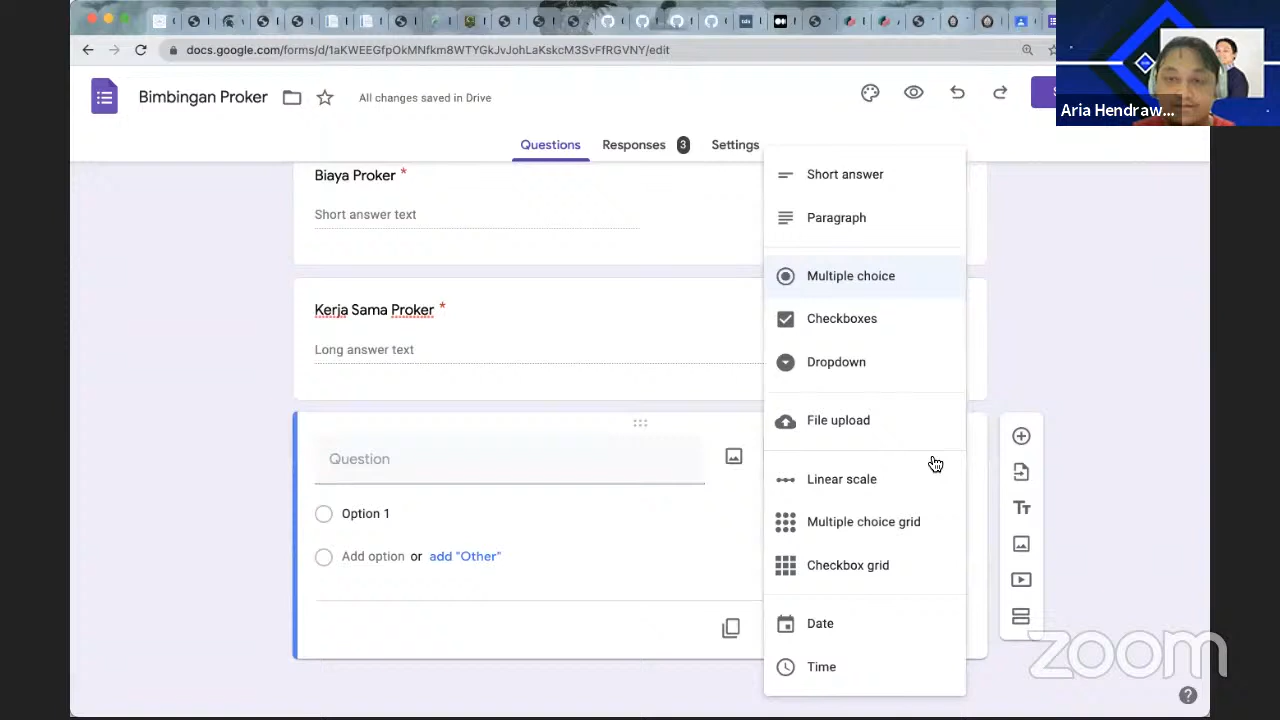 docs.google.com/forms/d/1aKWEEGfpOkMNfkm8WTYGkJvJohLaKskcM3SvFfRGVNY/edit
Bimbingan Proker
All changes saved in Drive
Aria Hendraw...
Questions
Responses 3
Settings
Biaya Proker *
Short answer text
Kerja Sama Proker *
Long answer text
Question
Option 1
Add option or add "Other"
Short answer
Paragraph
Multiple choice
Checkboxes
Dropdown
File upload
Linear scale
Multiple choice grid
Checkbox grid
Date
Time
Tт
zoom